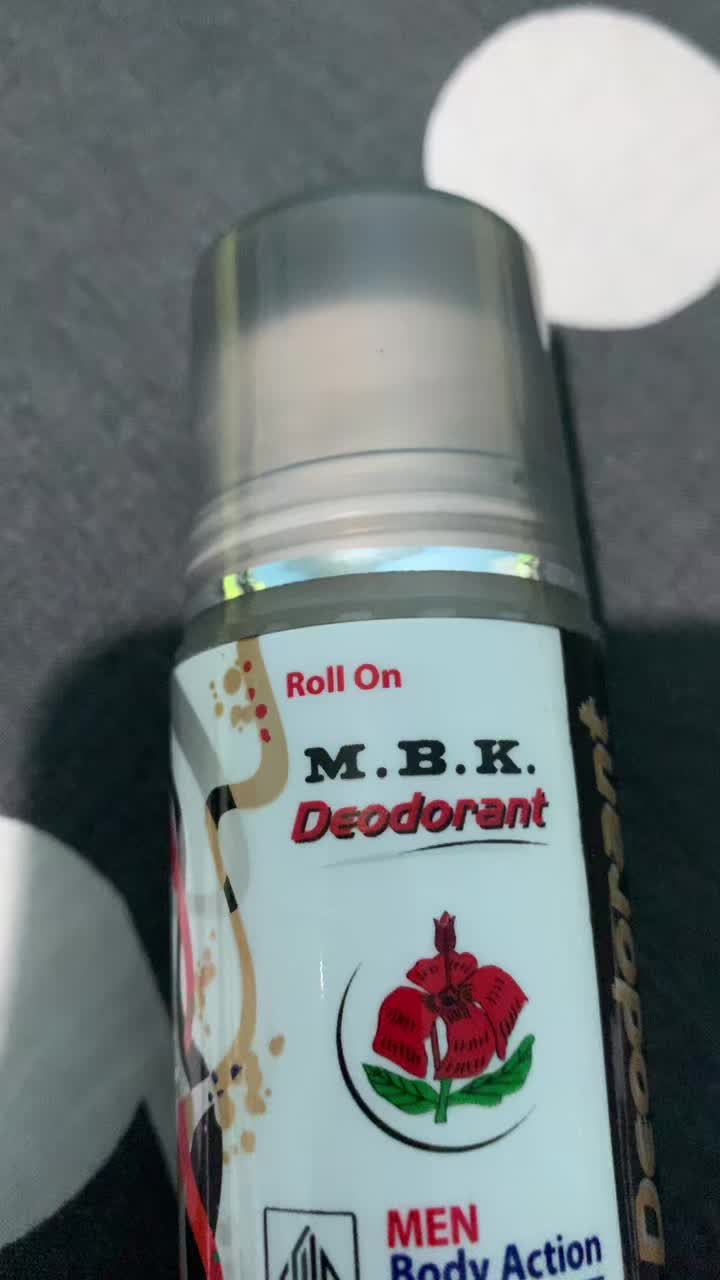 Roll On
M.B.K.
Deodorant
MEN
Body Action
Deodorant